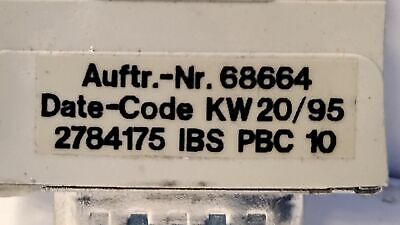 Auftr.-Nr. 68664
Date-Code KW 20/95
2784175 IBS PBC 10